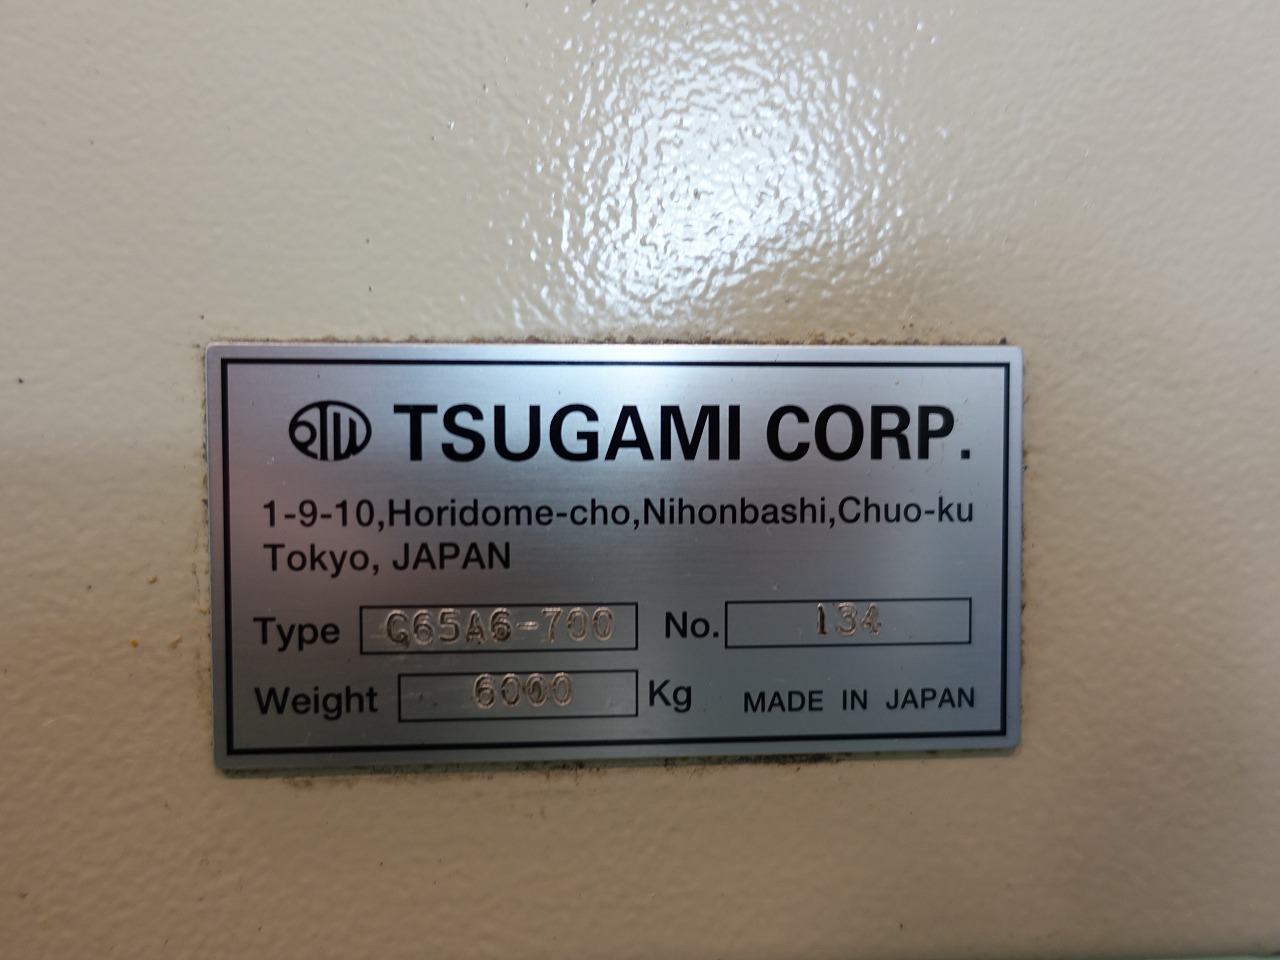 TSUGAMI CORP.
1-9-10,Horidome-cho,Nihonbashi,Chuo-ku
Tokyo, JAPAN
Type G65A6-700 No. 134
Weight 6000 Kg MADE IN JAPAN